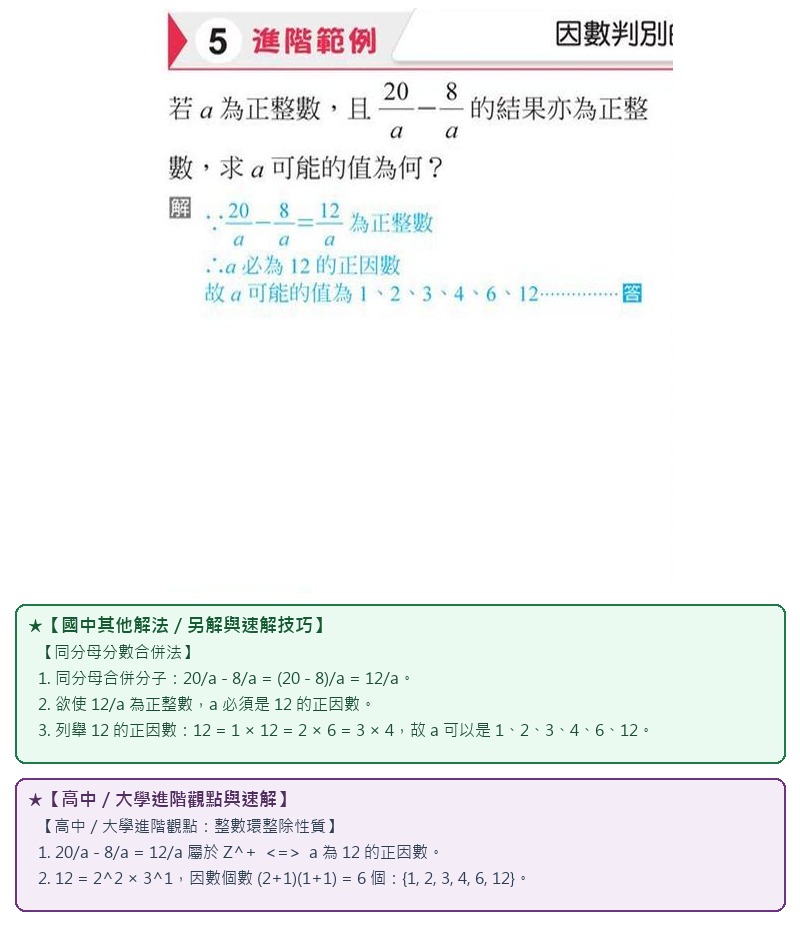 5 進階範例 因數判別
若 a 為正整數,且 20/a − 8/a 的結果亦為正整
數,求 a 可能的值為何?
解 ∵ 20/a − 8/a = 12/a 為正整數
∴a 必為 12 的正因數
故 a 可能的值為 1、2、3、4、6、12…………… 答
★【國中其他解法 / 另解與速解技巧】
【同分母分數合併法】
1. 同分母合併分子:20/a - 8/a = (20 - 8)/a = 12/a。
2. 欲使 12/a 為正整數,a 必須是 12 的正因數。
3. 列舉 12 的正因數:12 = 1 × 12 = 2 × 6 = 3 × 4,故 a 可以是 1、2、3、4、6、12。
★【高中 / 大學進階觀點與速解】
【高中 / 大學進階觀點:整數環整除性質】
1. 20/a - 8/a = 12/a 屬於 Z^+ <=> a 為 12 的正因數。
2. 12 = 2^2 × 3^1,因數個數 (2+1)(1+1) = 6 個:{1, 2, 3, 4, 6, 12}。